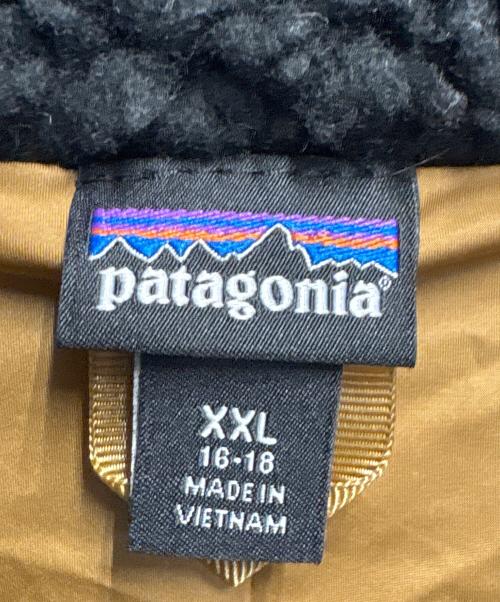 patagonia®
XXL
16-18
MADE IN
VIETNAM